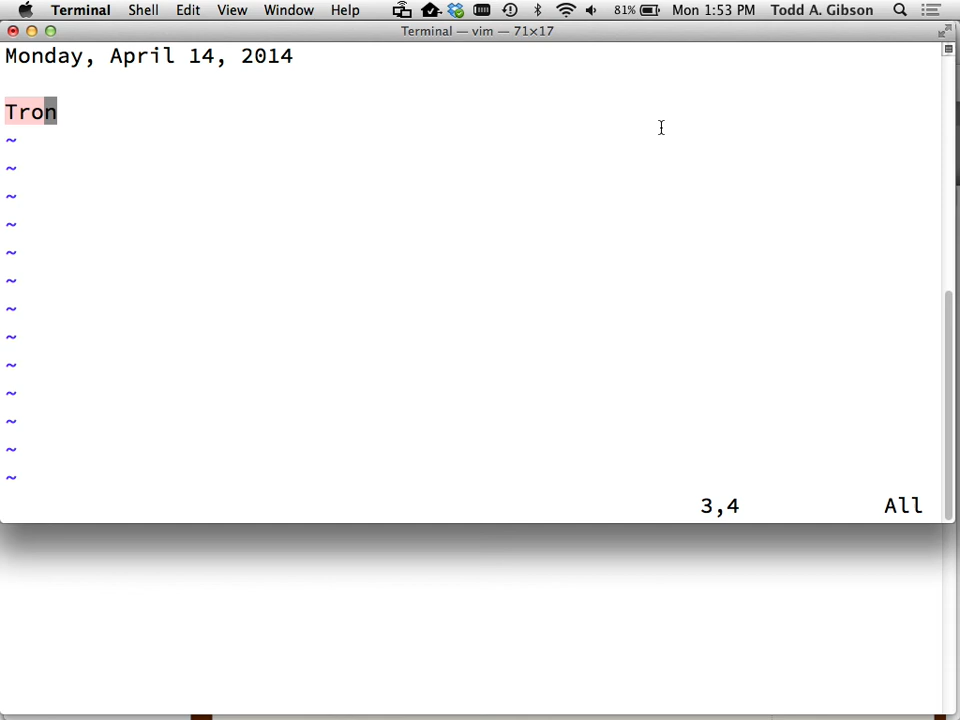 Terminal Shell Edit View Window Help 81% Mon 1:53 PM Todd A. Gibson
Terminal — vim — 71×17
Monday, April 14, 2014
Tron
~
~
~
~
~
~
~
~
~
~
~
~
~
3,4 All